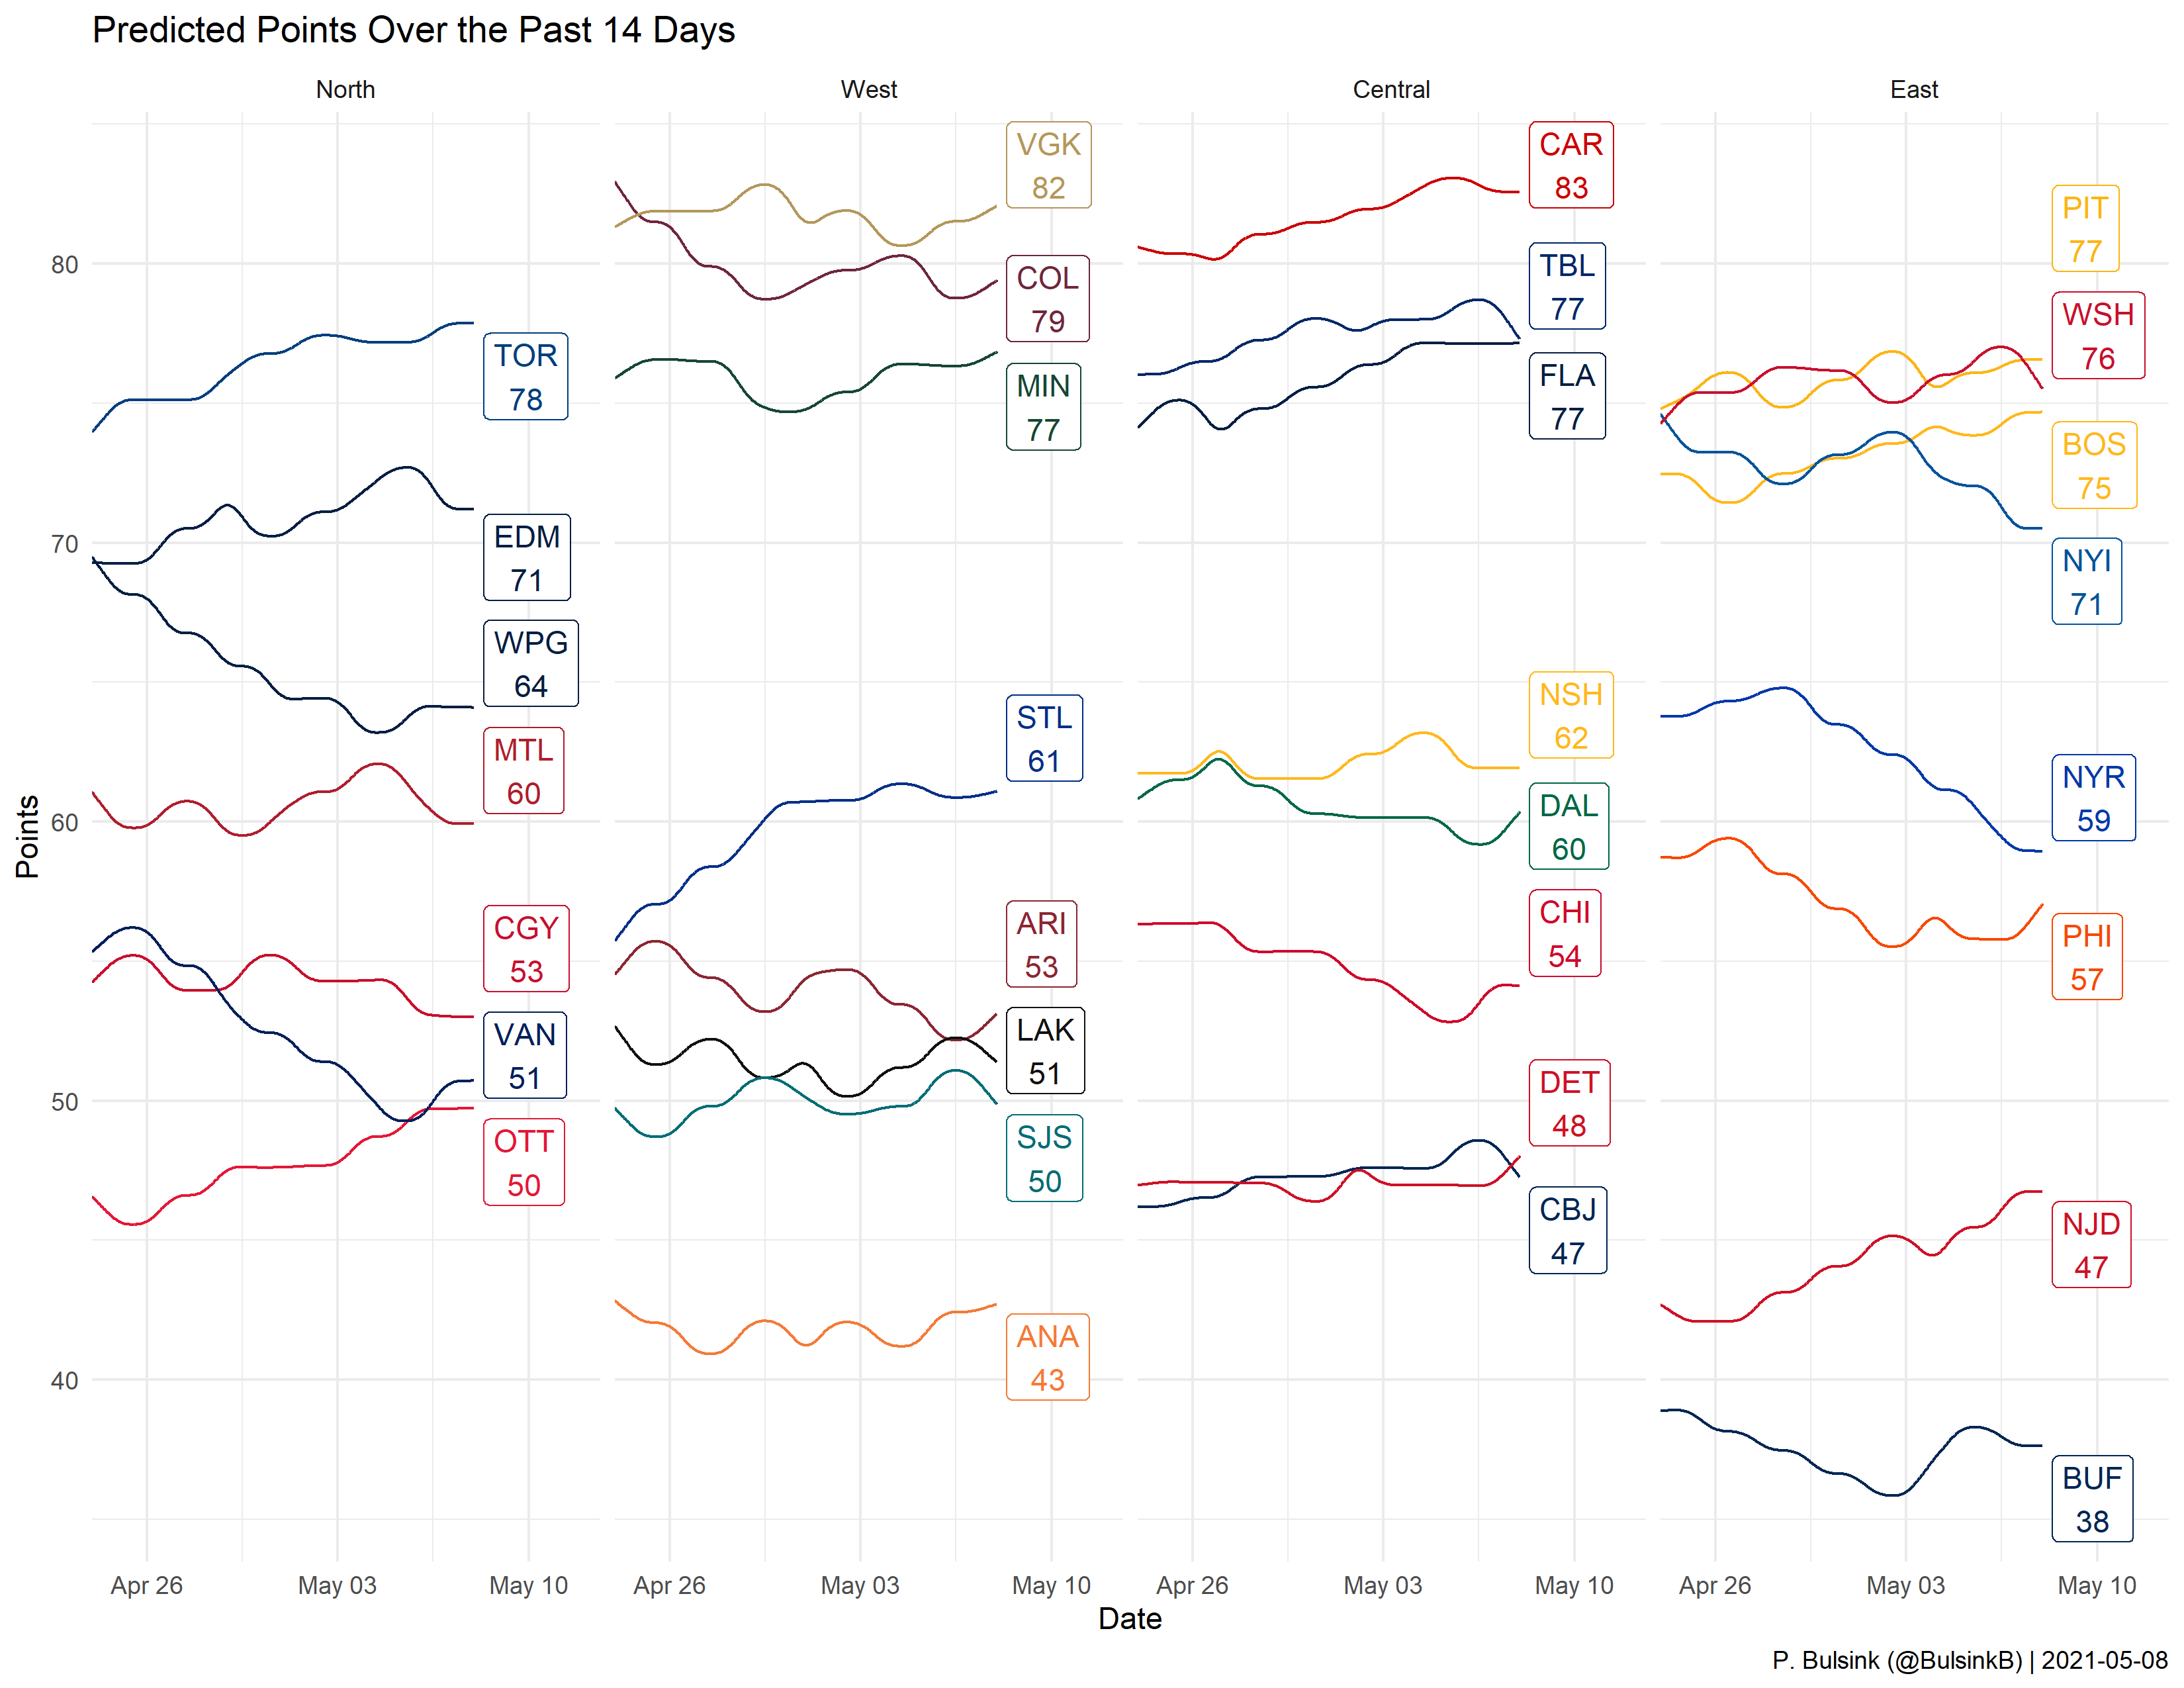 Predicted Points Over the Past 14 Days
North
West
Central
East
Points
80
70
60
50
40
TOR
78
EDM
71
WPG
64
MTL
60
CGY
53
VAN
51
OTT
50
VGK
82
COL
79
MIN
77
STL
61
ARI
53
LAK
51
SJS
50
ANA
43
CAR
83
TBL
77
FLA
77
NSH
62
DAL
60
CHI
54
DET
48
CBJ
47
PIT
77
WSH
76
BOS
75
NYI
71
NYR
59
PHI
57
NJD
47
BUF
38
Apr 26 May 03 May 10
Apr 26 May 03 May 10
Apr 26 May 03 May 10
Apr 26 May 03 May 10
Date
P. Bulsink (@BulsinkB) | 2021-05-08